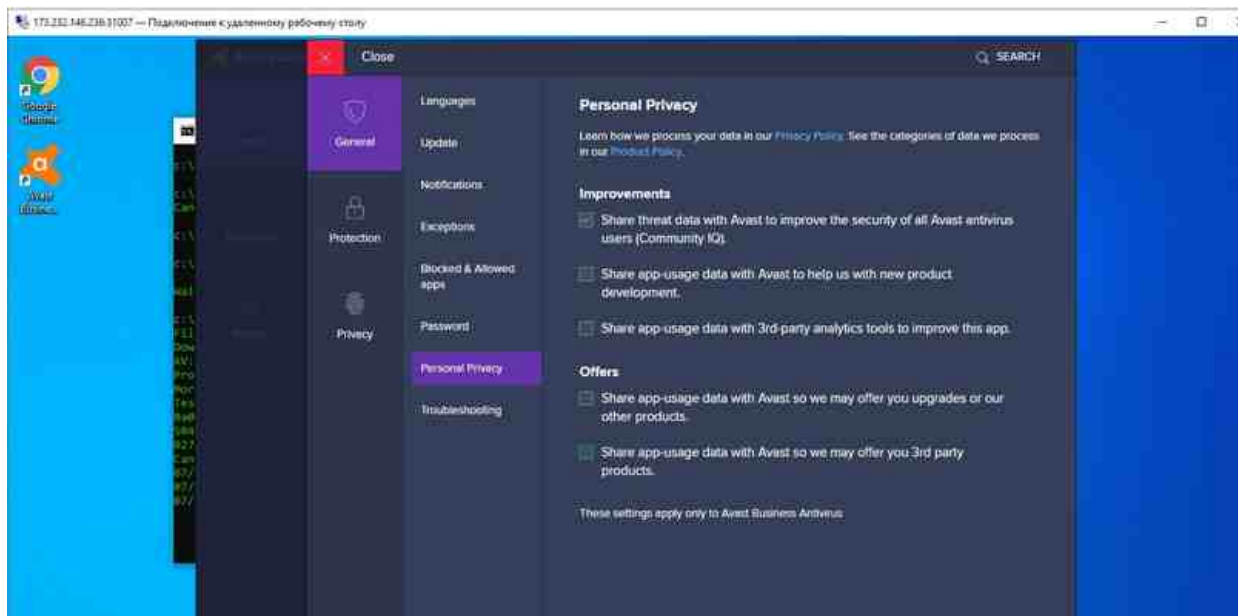 173.232.146.236:31007 — Подключение к удаленному рабочему столу
Close
SEARCH
Google
Chrome
Avast
General
Protection
Privacy
Languages
Update
Notifications
Exceptions
Blocked & Allowed
apps
Password
Personal Privacy
Troubleshooting
Personal Privacy
Learn how we process your data in our Privacy Policy. See the categories of data we process
in our Product Policy.
Improvements
Share threat data with Avast to improve the security of all Avast antivirus
users (Community IQ).
Share app-usage data with Avast to help us with new product
development.
Share app-usage data with 3rd-party analytics tools to improve this app.
Offers
Share app-usage data with Avast so we may offer you upgrades or our
other products.
Share app-usage data with Avast so we may offer you 3rd party
products.
These settings apply only to Avast Business Antivirus